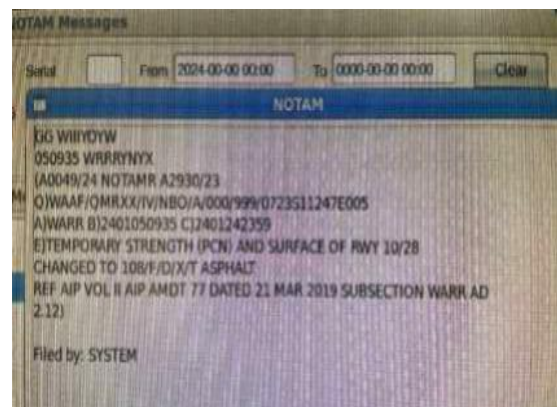 NOTAM Messages
Serial From 2024-00-00 00:00 To 0000-00-00 00:00 Clear
NOTAM
GG WIIIYOYW
050935 WRRRYNYX
(A0049/24 NOTAMR A2930/23
Q)WAAF/QMRXX/IV/NBO/A/000/999/0723S11247E005
A)WARR B)2401050935 C)2401242359
E)TEMPORARY STRENGTH (PCN) AND SURFACE OF RWY 10/28
CHANGED TO 108/F/D/X/T ASPHALT
REF AIP VOL II AIP AMDT 77 DATED 21 MAR 2019 SUBSECTION WARR AD
2.12)
Filed by: SYSTEM